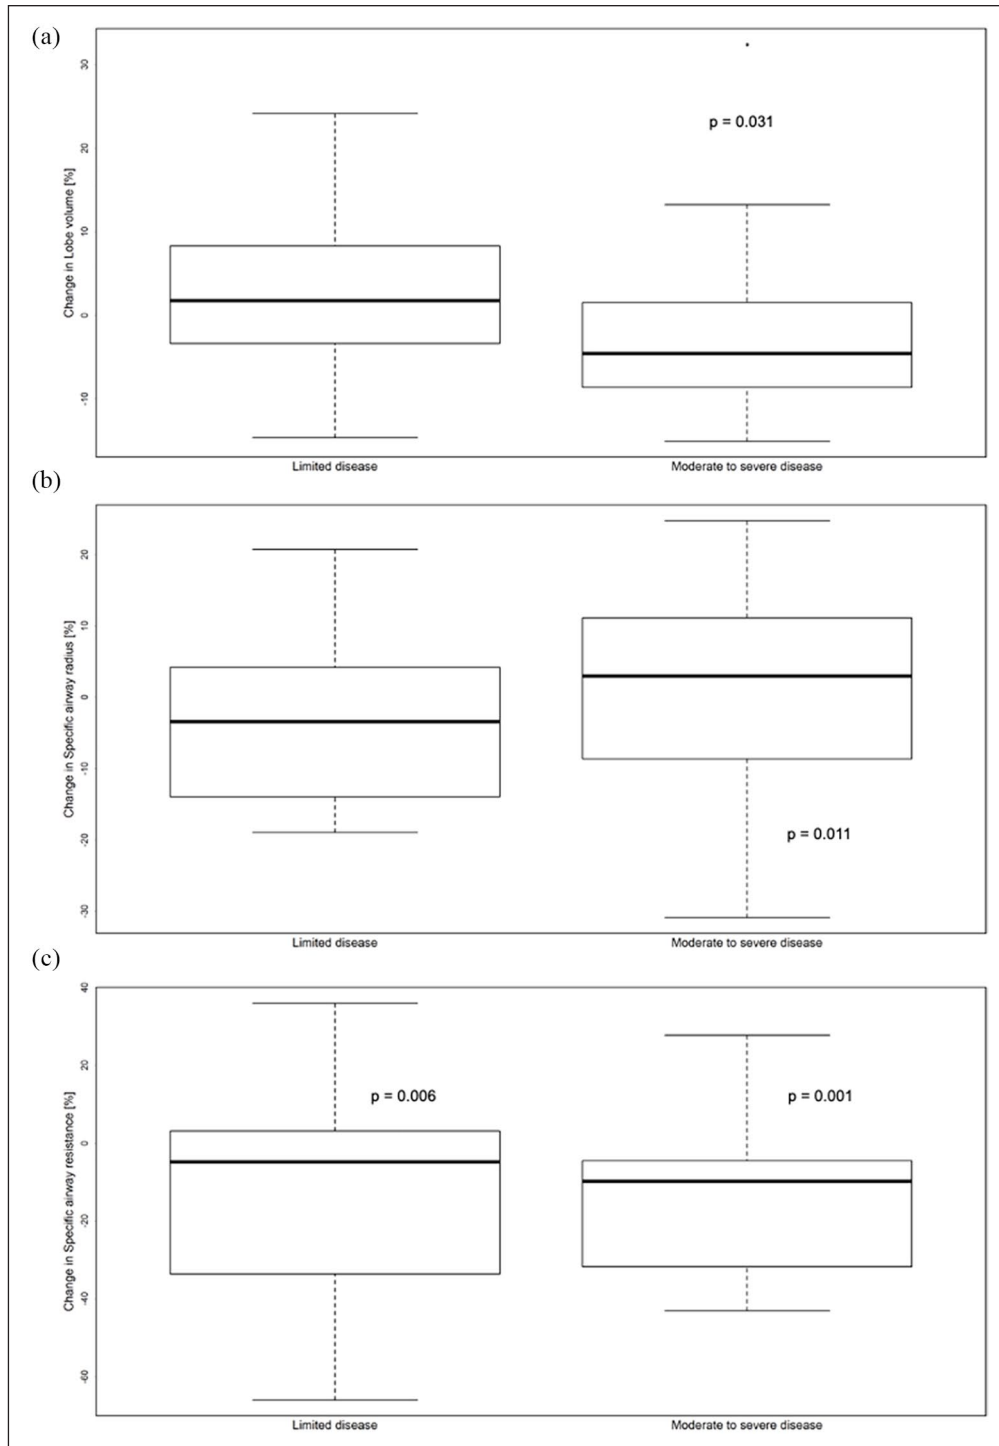 (a)
Change in Lobe volume [%]
30
20
10
0
-10
p = 0.031
Limited disease
Moderate to severe disease
(b)
Change in Specific airway radius [%]
20
10
0
-10
-20
-30
p = 0.011
Limited disease
Moderate to severe disease
(c)
Change in Specific airway resistance [%]
40
20
0
-20
-40
-60
p = 0.006
p = 0.001
Limited disease
Moderate to severe disease